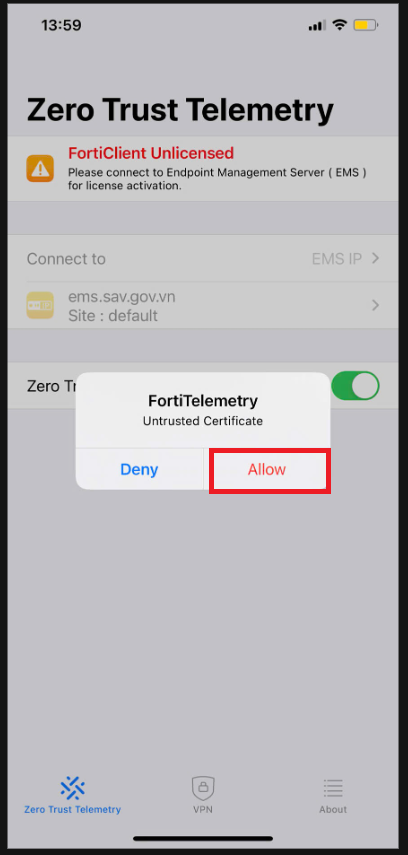 13:59
Zero Trust Telemetry
FortiClient Unlicensed
Please connect to Endpoint Management Server ( EMS )
for license activation.
Connect to EMS IP
ems.sav.gov.vn
Site : default
Zero Tr
FortiTelemetry
Untrusted Certificate
Deny Allow
Zero Trust Telemetry VPN About